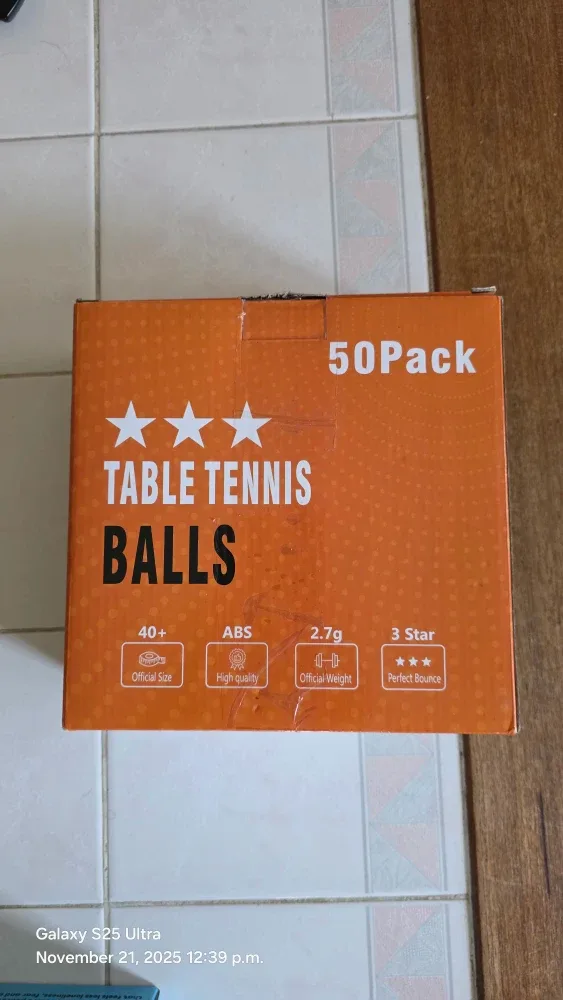 50Pack
TABLE TENNIS
BALLS
40+ ABS 2.7g 3 Star
Official Size High quality Official Weight Perfect Bounce
Galaxy S25 Ultra
November 21, 2025 12:39 p.m.